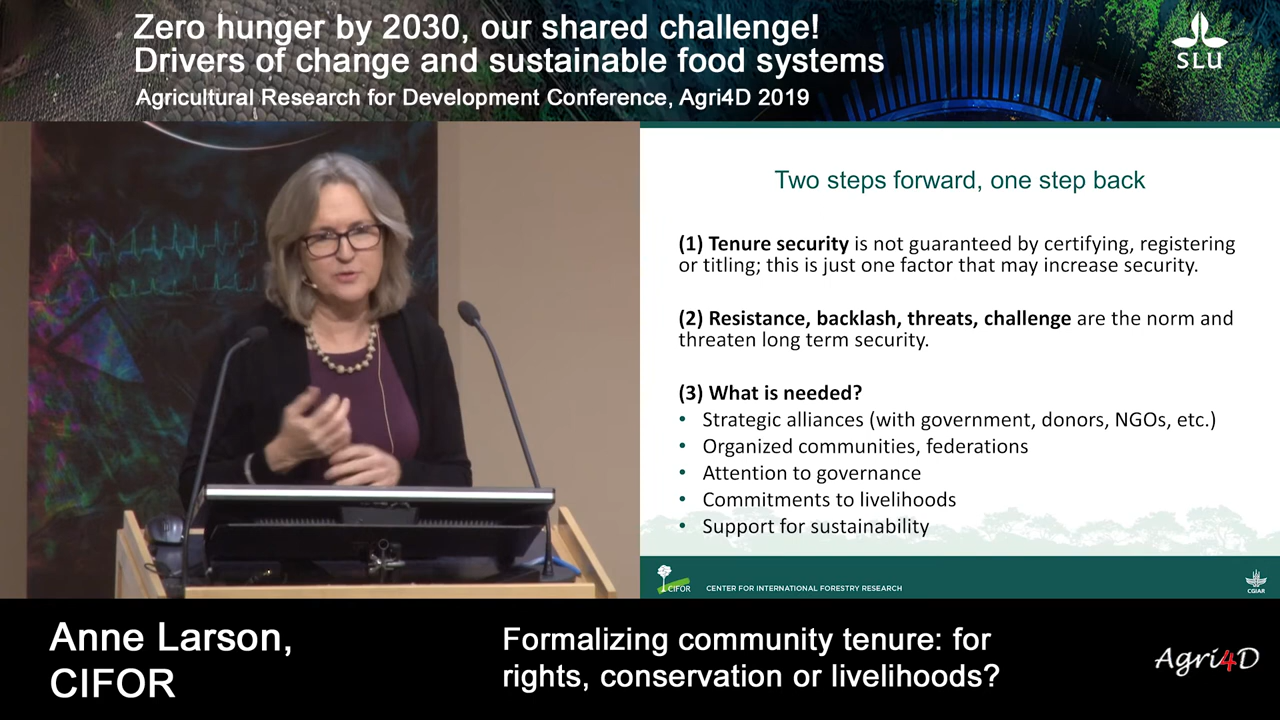 Zero hunger by 2030, our shared challenge!
Drivers of change and sustainable food systems
Agricultural Research for Development Conference, Agri4D 2019
SLU
Two steps forward, one step back
(1) Tenure security is not guaranteed by certifying, registering
or titling; this is just one factor that may increase security.
(2) Resistance, backlash, threats, challenge are the norm and
threaten long term security.
(3) What is needed?
• Strategic alliances (with government, donors, NGOs, etc.)
• Organized communities, federations
• Attention to governance
• Commitments to livelihoods
• Support for sustainability
CIFOR
CENTER FOR INTERNATIONAL FORESTRY RESEARCH
CGIAR
Anne Larson,
CIFOR
Formalizing community tenure: for
rights, conservation or livelihoods?
Agri4D